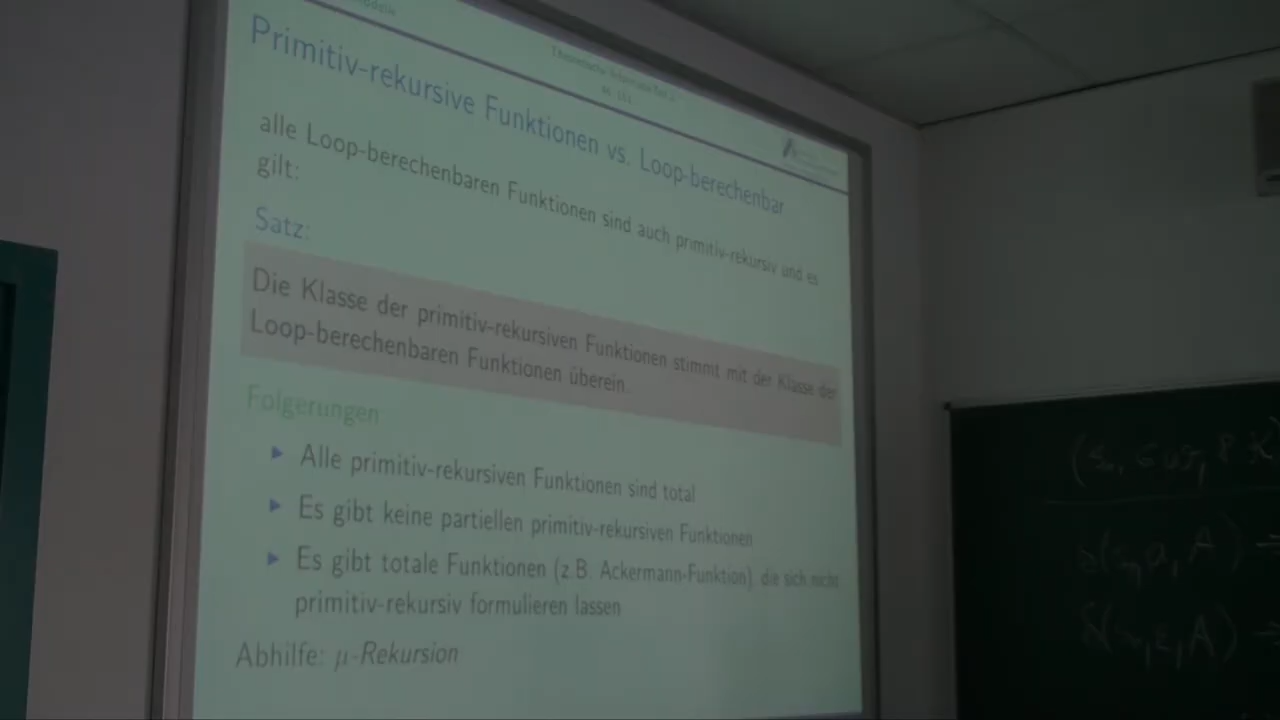 Theoretische Informatik
Primitiv-rekursive Funktionen vs. Loop-berechenbar
alle Loop-berechenbaren Funktionen sind auch primitiv-rekursiv und es
gilt:
Satz:
Die Klasse der primitiv-rekursiven Funktionen stimmt mit der Klasse der
Loop-berechenbaren Funktionen überein.
Folgerungen
▶ Alle primitiv-rekursiven Funktionen sind total
▶ Es gibt keine partiellen primitiv-rekursiven Funktionen
▶ Es gibt totale Funktionen (z.B. Ackermann-Funktion), die sich nicht
primitiv-rekursiv formulieren lassen
Abhilfe: μ-Rekursion